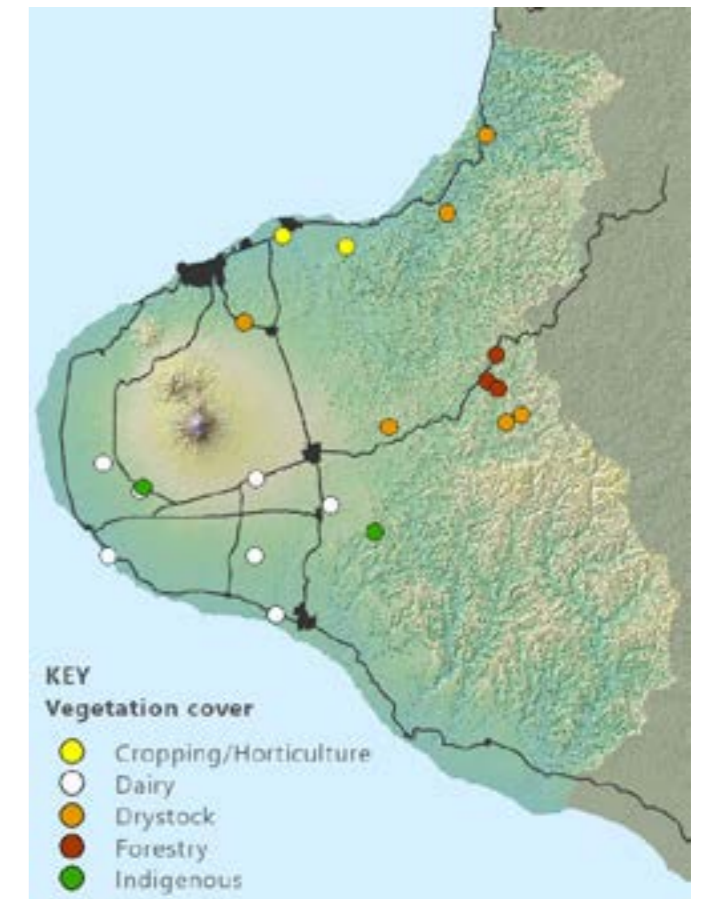 KEY
Vegetation cover
Cropping/Horticulture
Dairy
Drystock
Forestry
Indigenous